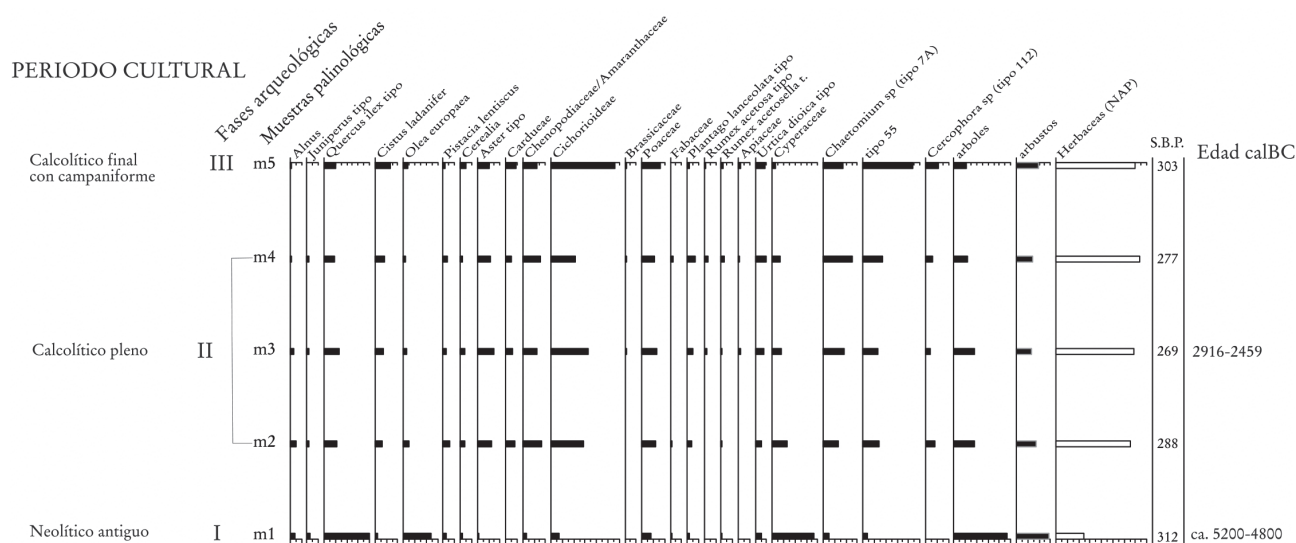 PERIODO CULTURAL
Fases arqueológicas
Muestras palinológicas
Alnus
Juniperus tipo
Quercus ilex tipo
Cistus ladanifer
Olea europaea
Pistacia lentiscus
Cerealia
Aster tipo
Cardueae
Chenopodiaceae/Amaranthaceae
Cichorioideae
Brassicaceae
Poaceae
Fabaceae
Plantago lanceolata tipo
Rumex acetosa tipo
Rumex acetosella t.
Apiaceae
Urtica dioica tipo
Cyperaceae
Chaetomium sp (tipo 7A)
tipo 55
Cercophora sp (tipo 112)
arboles
arbustos
Herbaceas (NAP)
S.B.P.
Edad calBC
Calcolítico final
con campaniforme
III
m5
303
m4
277
Calcolítico pleno
II
m3
269
2916-2459
m2
288
Neolítico antiguo
I
m1
312
ca. 5200-4800